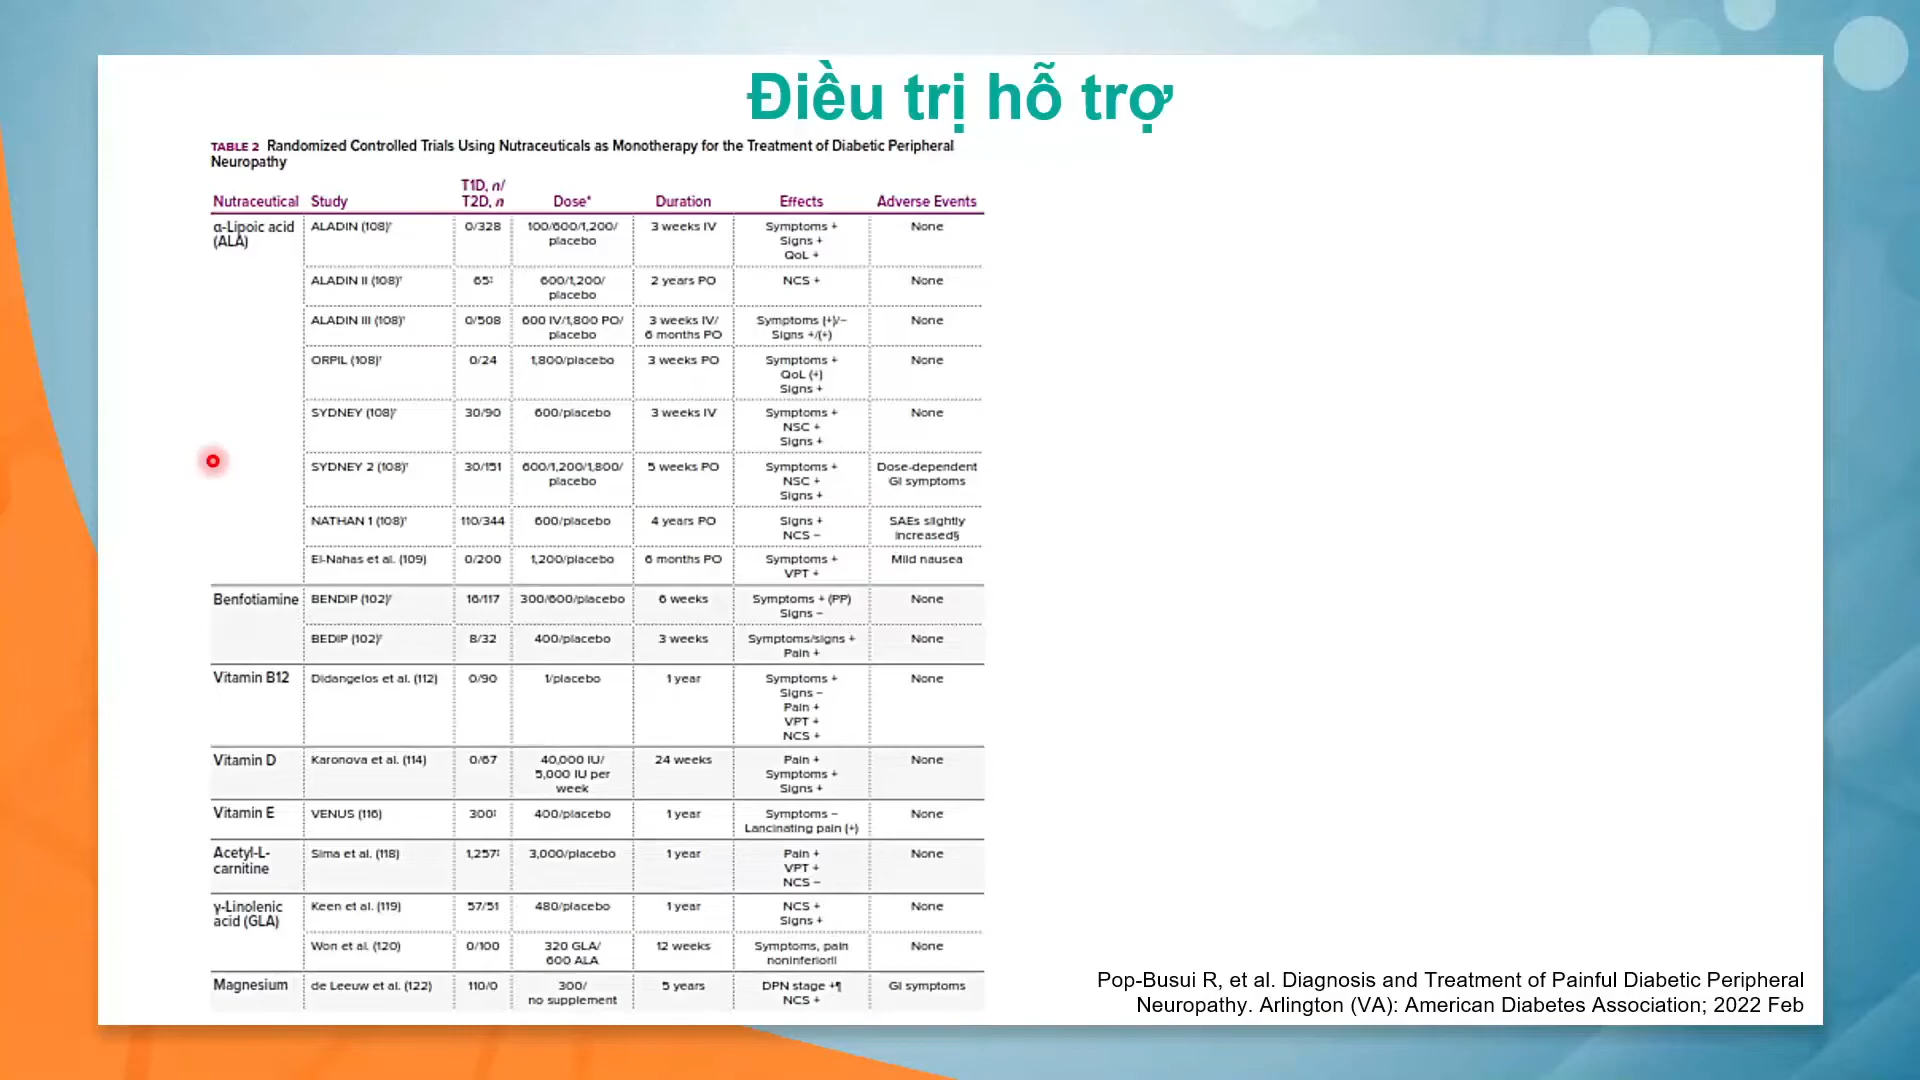 Điều trị hỗ trợ
TABLE 2 Randomized Controlled Trials Using Nutraceuticals as Monotherapy for the Treatment of Diabetic Peripheral
Neuropathy
Nutraceutical Study T1D, n/ T2D, n Dose* Duration Effects Adverse Events
α-Lipoic acid (ALA) ALADIN (108)† 0/328 100/600/1,200/ placebo 3 weeks IV Symptoms + Signs + QoL + None
ALADIN II (108)† 65‡ 600/1,200/ placebo 2 years PO NCS + None
ALADIN III (108)† 0/508 600 IV/1,800 PO/ placebo 3 weeks IV/ 6 months PO Symptoms (+)/− Signs +/(+) None
ORPIL (108)† 0/24 1,800/placebo 3 weeks PO Symptoms + QoL (+) Signs + None
SYDNEY (108)† 30/90 600/placebo 3 weeks IV Symptoms + NSC + Signs + None
SYDNEY 2 (108)† 30/151 600/1,200/1,800/ placebo 5 weeks PO Symptoms + NSC + Signs + Dose-dependent GI symptoms
NATHAN 1 (108)† 110/344 600/placebo 4 years PO Signs + NCS − SAEs slightly increased§
El-Nahas et al. (109) 0/200 1,200/placebo 6 months PO Symptoms + VPT + Mild nausea
Benfotiamine BENDIP (102)† 16/117 300/600/placebo 6 weeks Symptoms + (PP) Signs − None
BEDIP (102)† 8/32 400/placebo 3 weeks Symptoms/signs + Pain + None
Vitamin B12 Didangelos et al. (112) 0/90 1/placebo 1 year Symptoms + Signs − Pain + VPT + NCS + None
Vitamin D Karonova et al. (114) 0/67 40,000 IU/ 5,000 IU per week 24 weeks Pain + Symptoms + Signs + None
Vitamin E VENUS (116) 300‡ 400/placebo 1 year Symptoms − Lancinating pain (+) None
Acetyl-L-carnitine Sima et al. (118) 1,257‡ 3,000/placebo 1 year Pain + VPT + NCS − None
γ-Linolenic acid (GLA) Keen et al. (119) 57/51 480/placebo 1 year NCS + Signs + None
Won et al. (120) 0/100 320 GLA/ 600 ALA 12 weeks Symptoms, pain noninferior|| None
Magnesium de Leeuw et al. (122) 110/0 300/ no supplement 5 years DPN stage +¶ NCS + GI symptoms
Pop-Busui R, et al. Diagnosis and Treatment of Painful Diabetic Peripheral
Neuropathy. Arlington (VA): American Diabetes Association; 2022 Feb